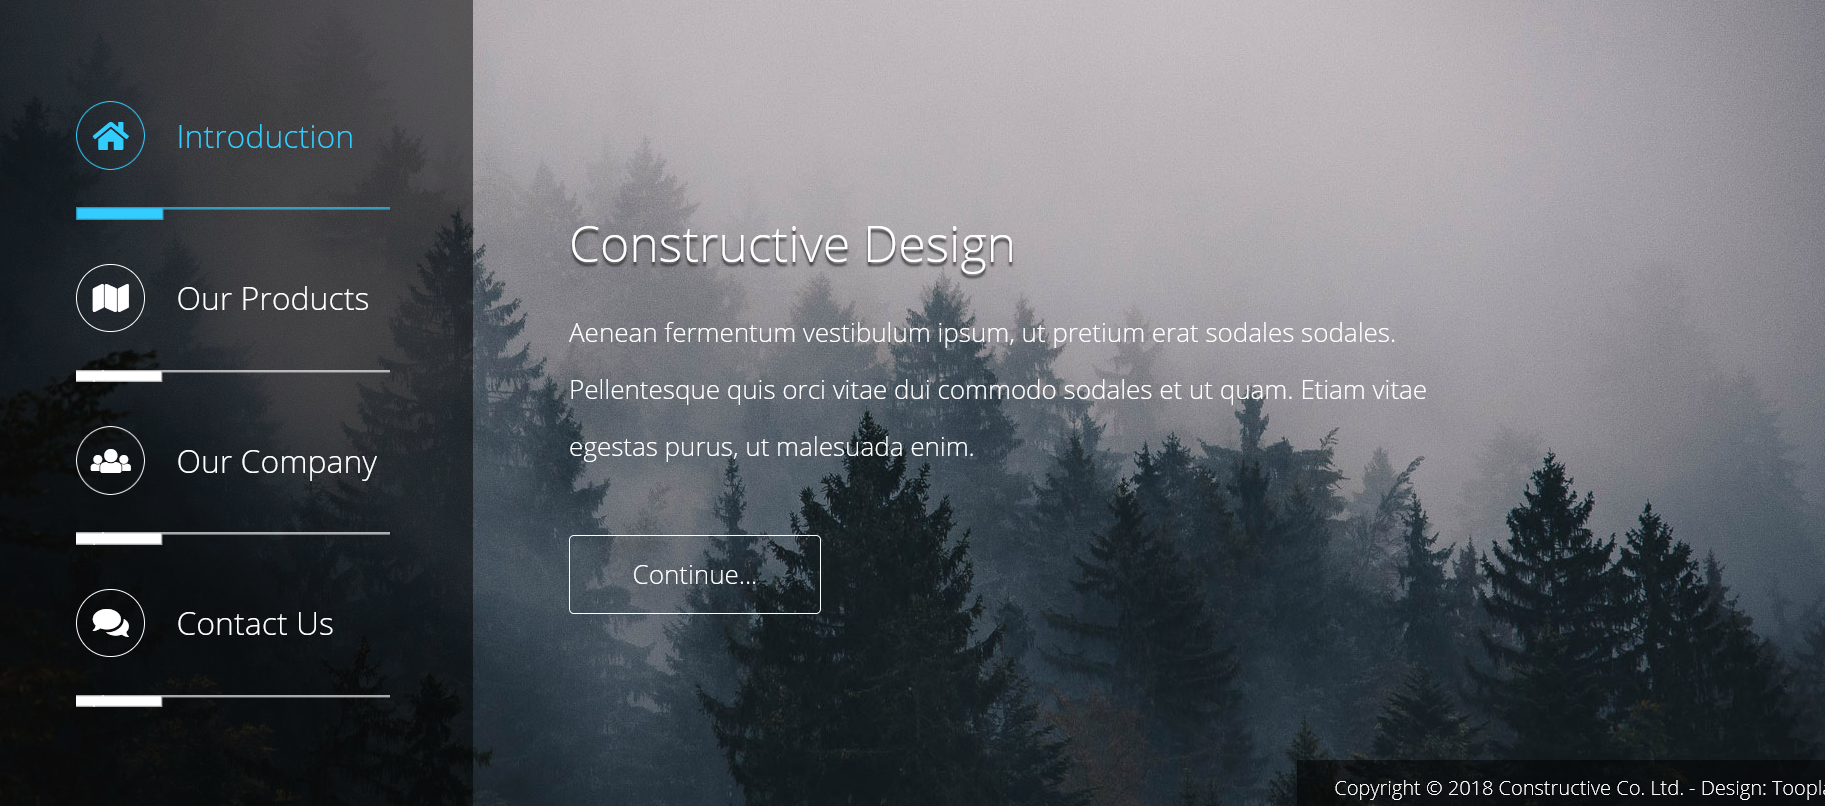 Introduction
Our Products
Our Company
Contact Us
Constructive Design
Aenean fermentum vestibulum ipsum, ut pretium erat sodales sodales.
Pellentesque quis orci vitae dui commodo sodales et ut quam. Etiam vitae
egestas purus, ut malesuada enim.
Continue...
Copyright © 2018 Constructive Co. Ltd. - Design: